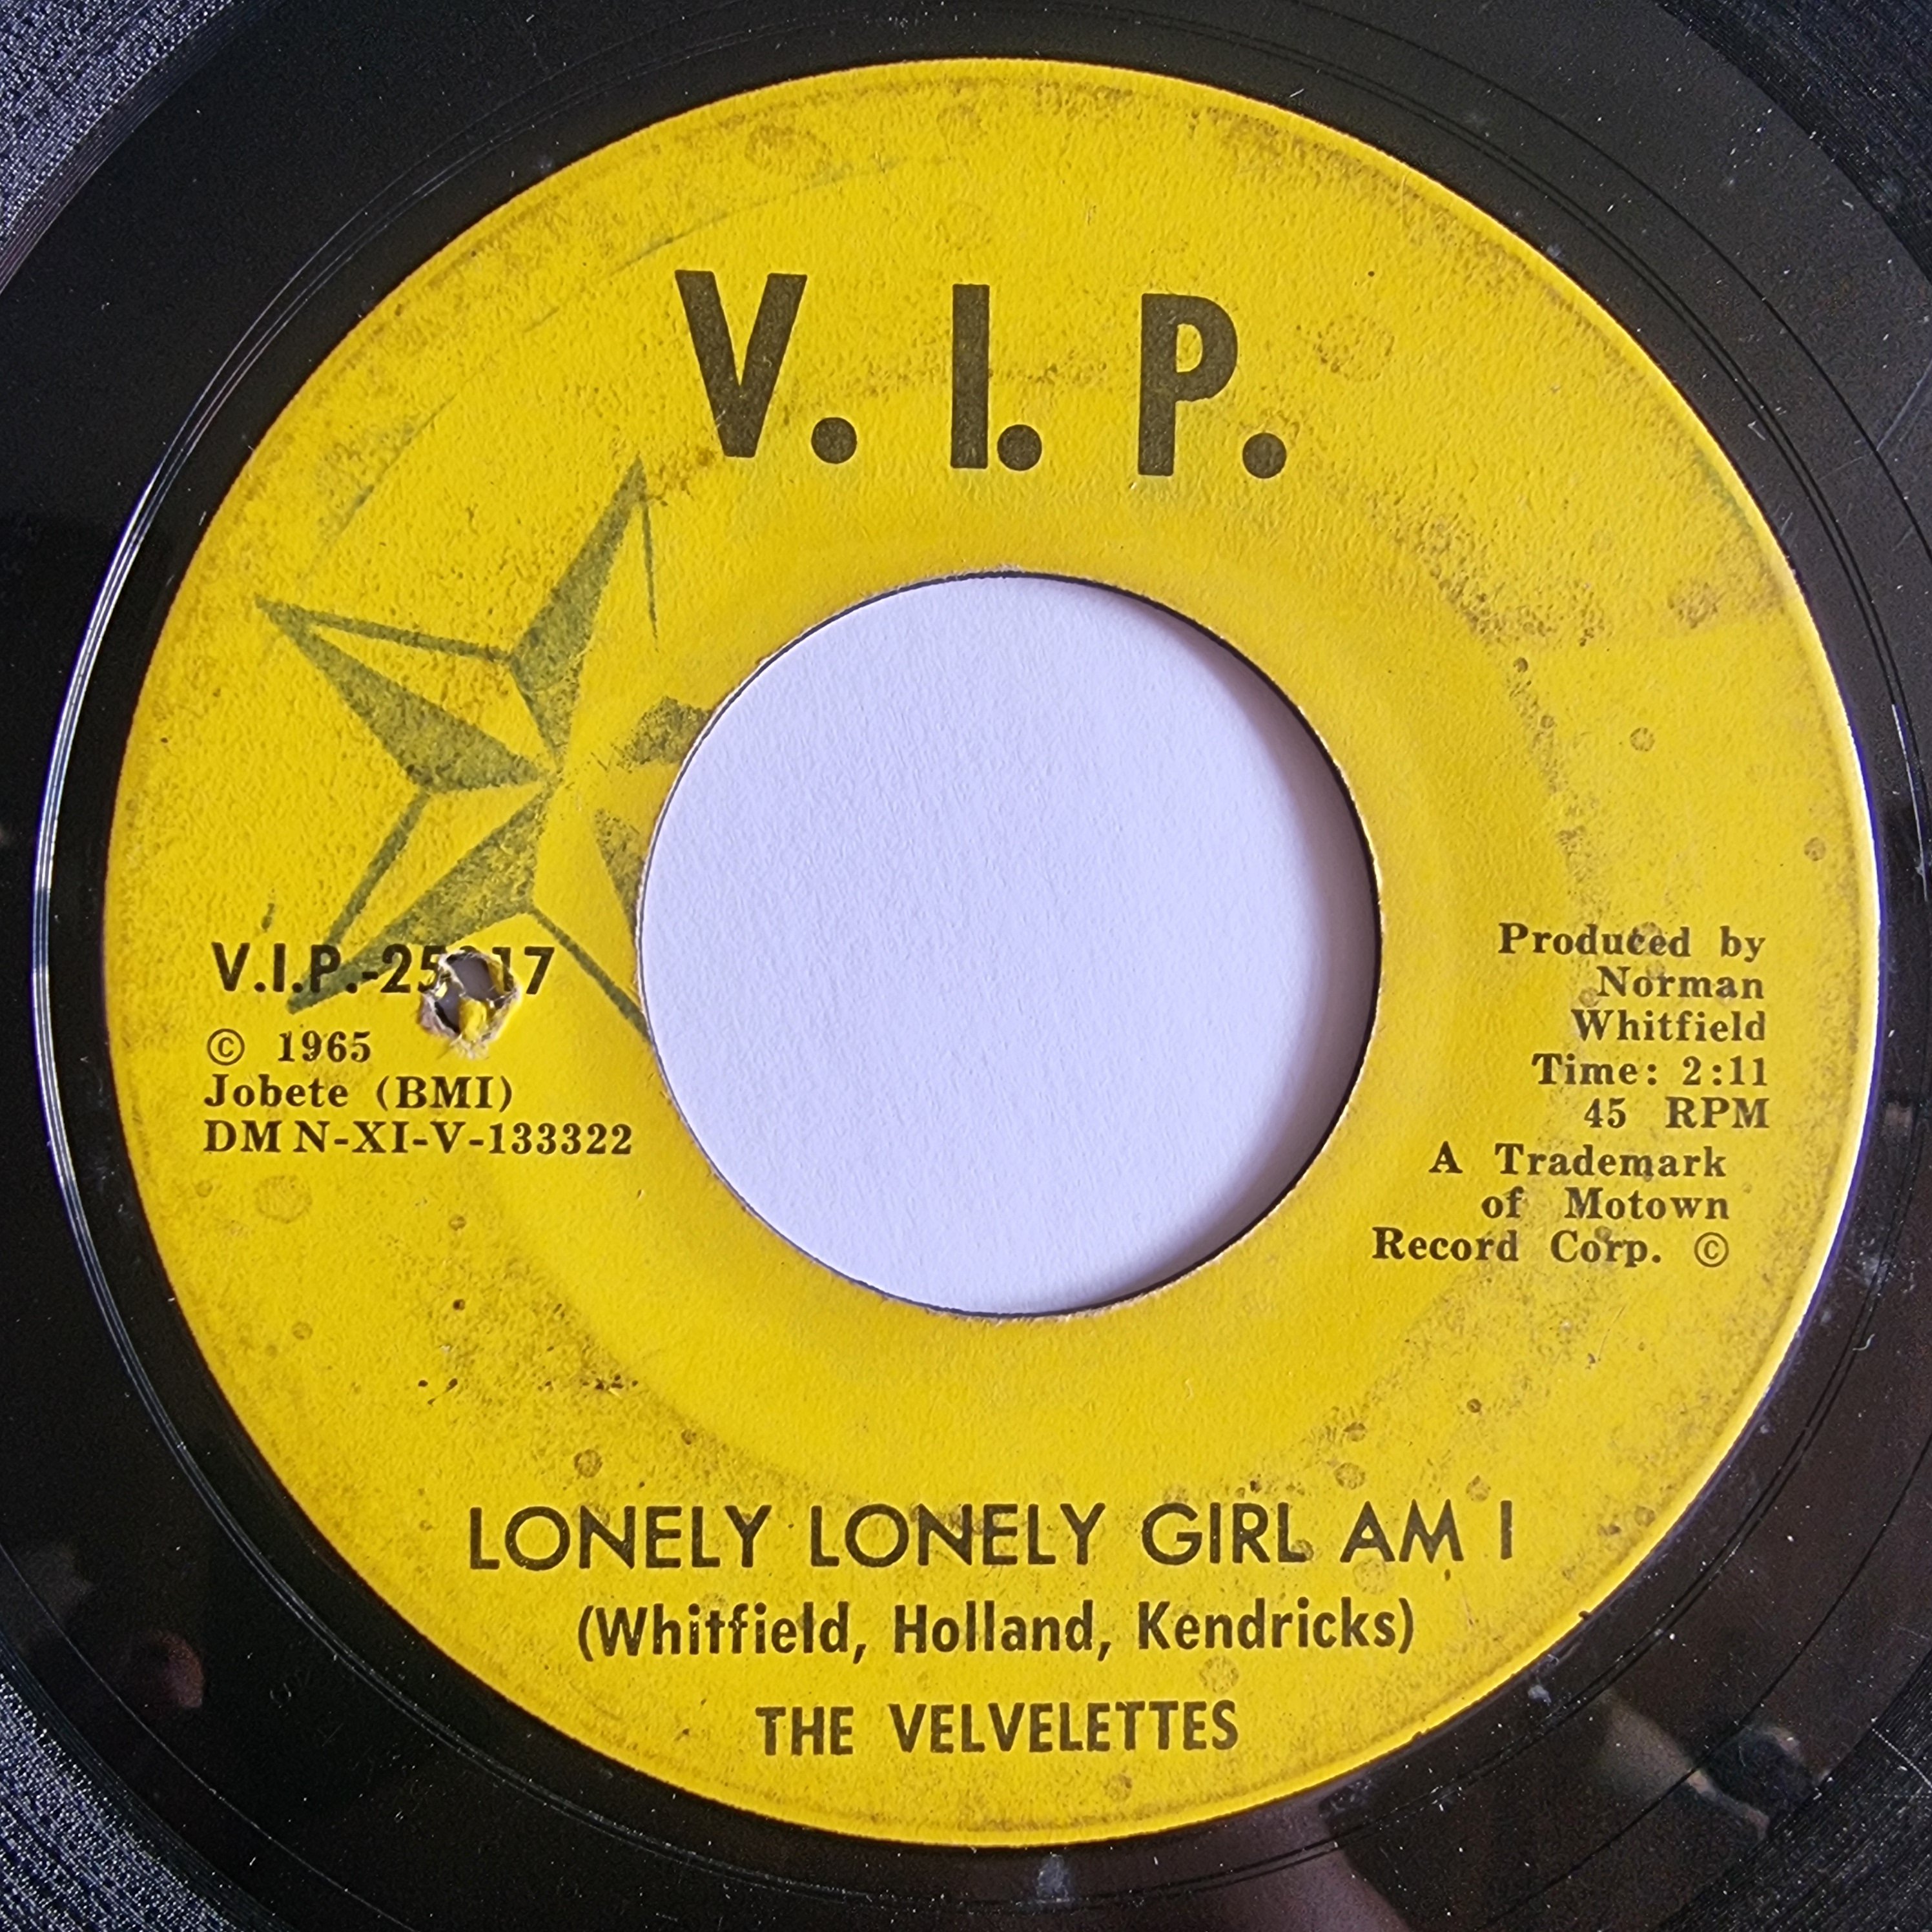 V. I. P.
© 1965
Jobete (BMI)
DM N-XI-V-133322
Produced by
Norman
Whitfield
Time: 2:11
45 RPM
A Trademark
of Motown
Record Corp. ©
LONELY LONELY GIRL AM I
(Whitfield, Holland, Kendricks)
THE VELVELETTES